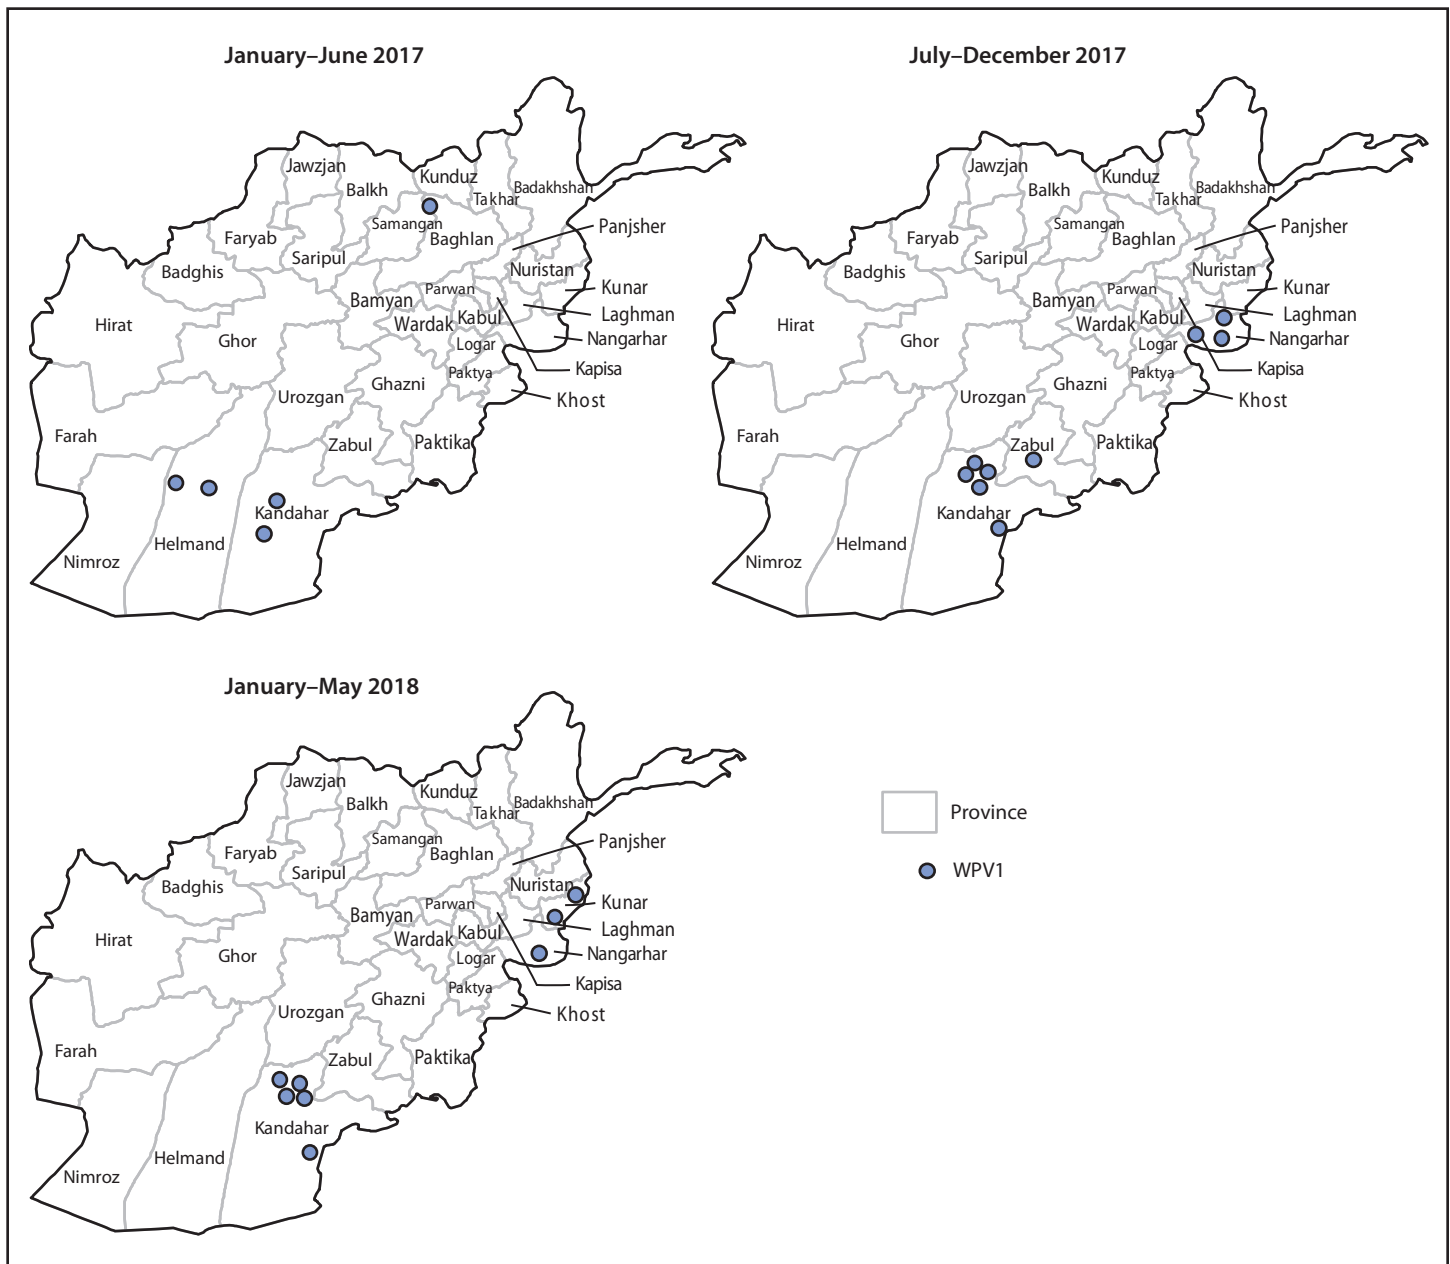 January–June 2017
Jawzjan
Kunduz
Balkh
Takhar
Badakhshan
Samangan
Panjsher
Faryab
Baghlan
Saripul
Badghis
Nuristan
Parwan
Kunar
Bamyan
Laghman
Hirat
Wardak
Kabul
Ghor
Nangarhar
Logar
Kapisa
Paktya
Ghazni
Urozgan
Khost
Farah
Zabul
Paktika
Kandahar
Helmand
Nimroz
July–December 2017
Jawzjan
Kunduz
Balkh
Takhar
Badakhshan
Samangan
Panjsher
Faryab
Baghlan
Saripul
Badghis
Nuristan
Parwan
Kunar
Bamyan
Laghman
Hirat
Wardak
Kabul
Ghor
Nangarhar
Logar
Kapisa
Paktya
Ghazni
Urozgan
Khost
Farah
Zabul
Paktika
Kandahar
Helmand
Nimroz
January–May 2018
Jawzjan
Kunduz
Balkh
Takhar
Badakhshan
Samangan
Panjsher
Faryab
Baghlan
Saripul
Badghis
Nuristan
Parwan
Kunar
Bamyan
Laghman
Hirat
Wardak
Kabul
Ghor
Nangarhar
Logar
Kapisa
Paktya
Ghazni
Urozgan
Khost
Farah
Zabul
Paktika
Kandahar
Helmand
Nimroz
Province
WPV1